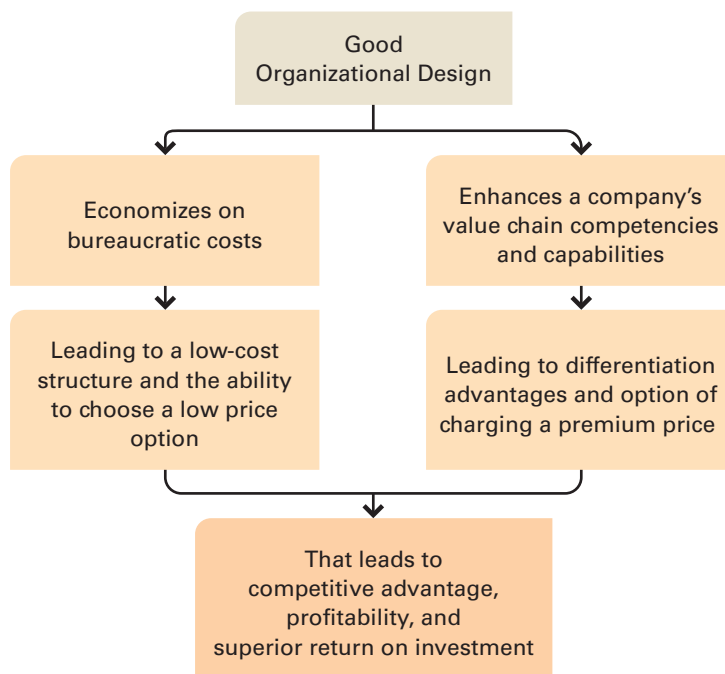 Good
Organizational Design
Economizes on
bureaucratic costs
Enhances a company’s
value chain competencies
and capabilities
Leading to a low-cost
structure and the ability
to choose a low price
option
Leading to differentiation
advantages and option of
charging a premium price
That leads to
competitive advantage,
profitability, and
superior return on investment